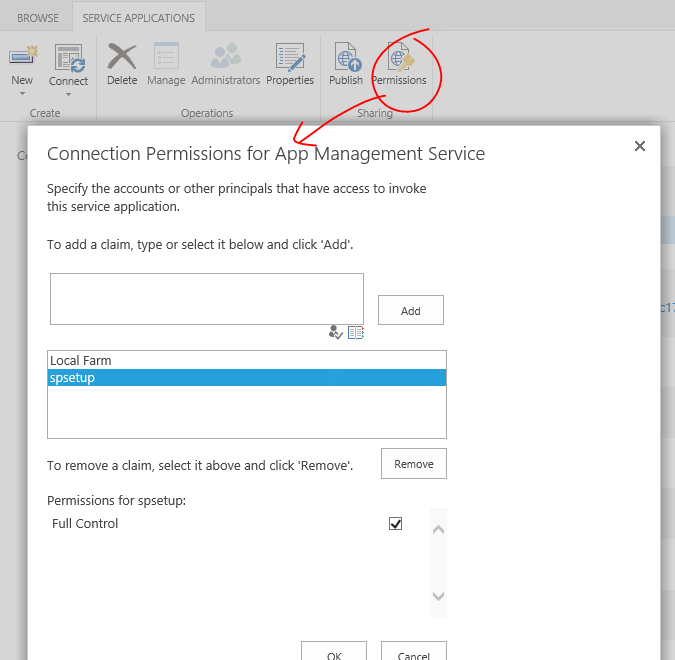 BROWSE
SERVICE APPLICATIONS
New
Connect
Delete
Manage
Administrators
Properties
Publish
Permissions
Create
Operations
Sharing
Connection Permissions for App Management Service
Specify the accounts or other principals that have access to invoke
this service application.
To add a claim, type or select it below and click 'Add'.
Add
Local Farm
spsetup
To remove a claim, select it above and click 'Remove'.
Remove
Permissions for spsetup:
Full Control
OK
Cancel